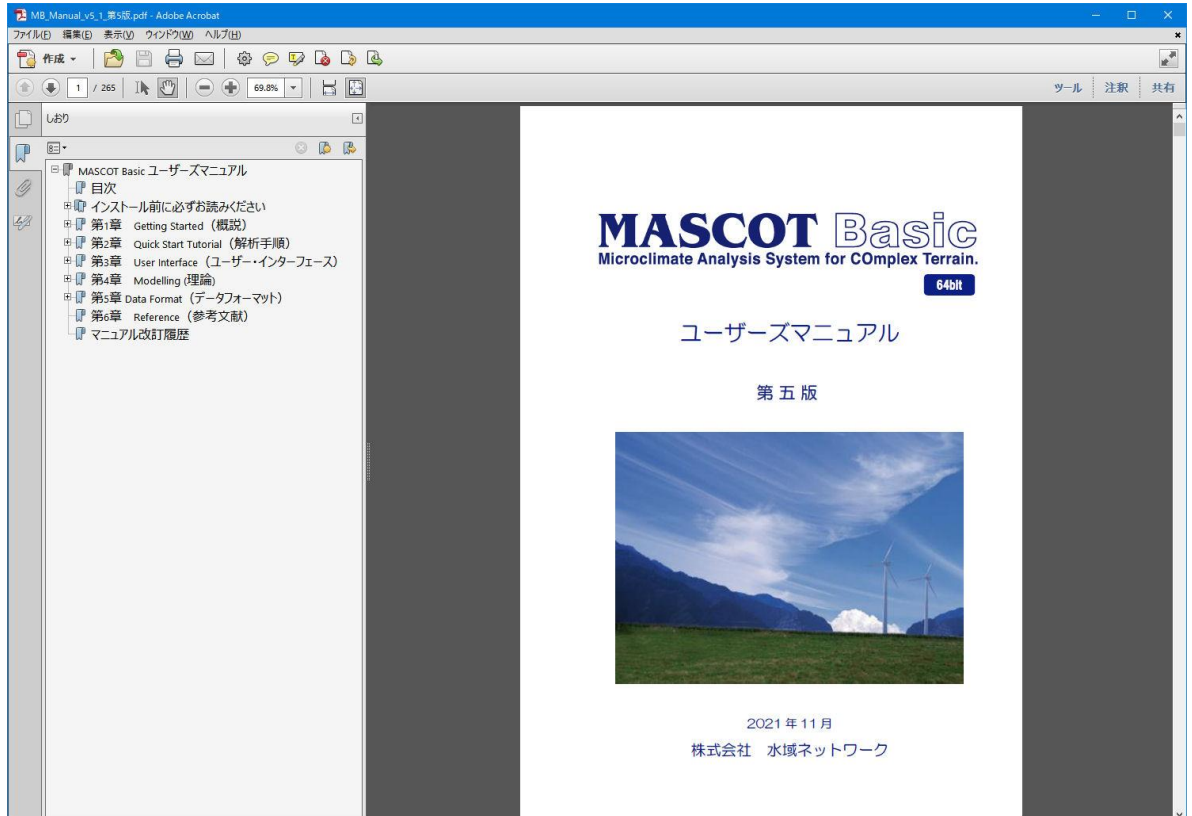 MB_Manual_v5_1_第5版.pdf - Adobe Acrobat
ファイル(F) 編集(E) 表示(V) ウィンドウ(W) ヘルプ(H)
作成
1 / 265 69.8% ツール 注釈 共有
しおり
MASCOT Basic ユーザーズマニュアル
目次
インストール前に必ずお読みください
第1章 Getting Started（概説）
第2章 Quick Start Tutorial（解析手順）
第3章 User Interface（ユーザー・インターフェース）
第4章 Modelling (理論)
第5章 Data Format（データフォーマット）
第6章 Reference（参考文献）
マニュアル改訂履歴
MASCOT Basic
Microclimate Analysis System for COmplex Terrain.
64bit
ユーザーズマニュアル
第五版
2021年11月
株式会社 水域ネットワーク